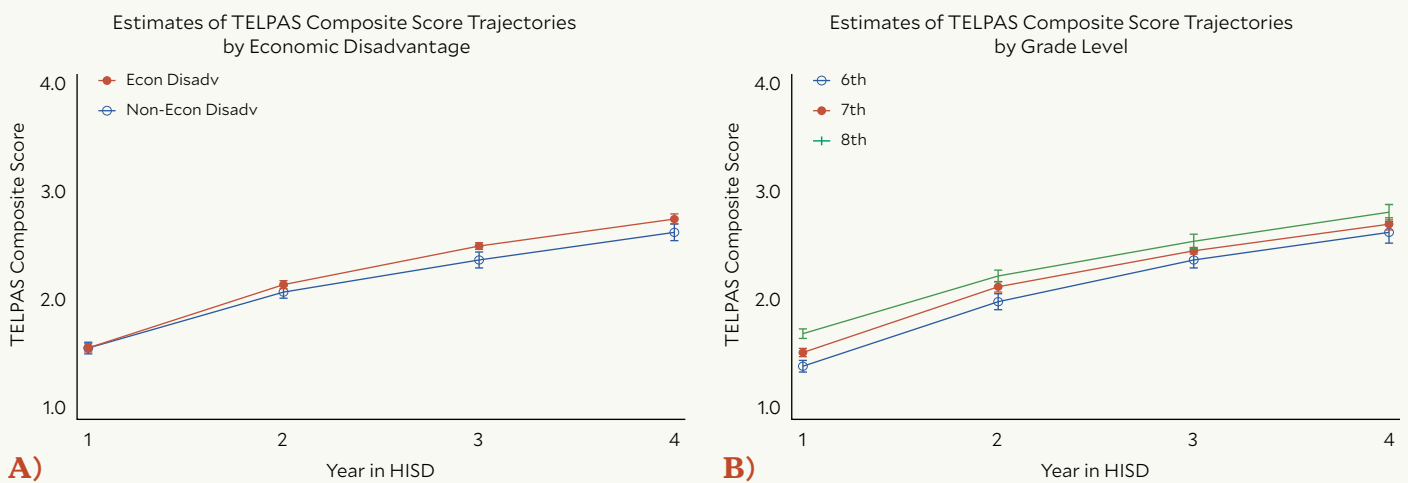 Estimates of TELPAS Composite Score Trajectories
by Economic Disadvantage
Econ Disadv
Non-Econ Disadv
4.0
3.0
2.0
1.0
TELPAS Composite Score
1 2 3 4
Year in HISD
A)
Estimates of TELPAS Composite Score Trajectories
by Grade Level
6th
7th
8th
4.0
3.0
2.0
1.0
TELPAS Composite Score
1 2 3 4
Year in HISD
B)